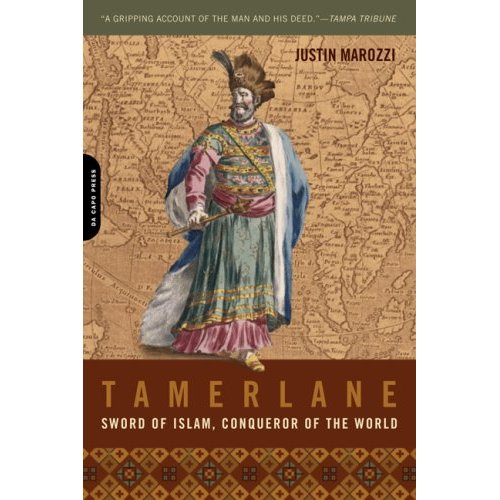 "A GRIPPING ACCOUNT OF THE MAN AND HIS DEED."—TAMPA TRIBUNE
JUSTIN MAROZZI
DA CAPO PRESS
TAMERLANE
SWORD OF ISLAM, CONQUEROR OF THE WORLD